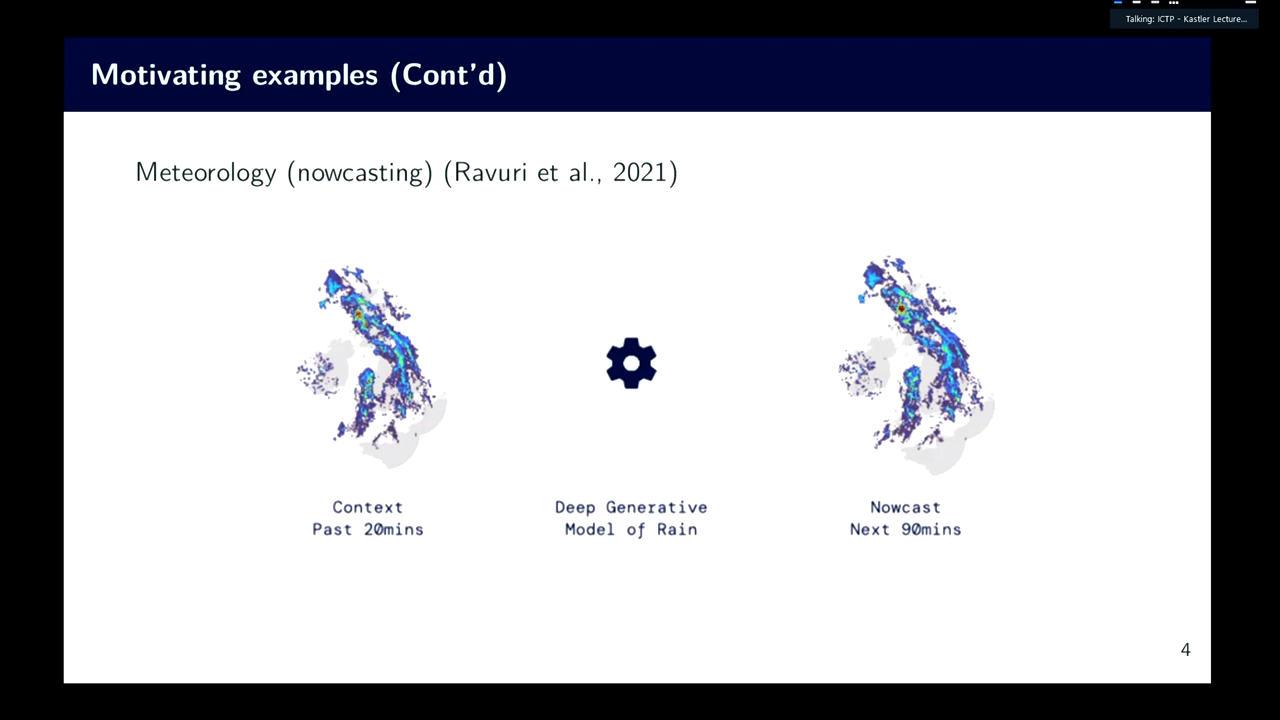 Talking: ICTP - Kastler Lecture...
Motivating examples (Cont'd)
Meteorology (nowcasting) (Ravuri et al., 2021)
Context
Past 20mins
Deep Generative
Model of Rain
Nowcast
Next 90mins
4